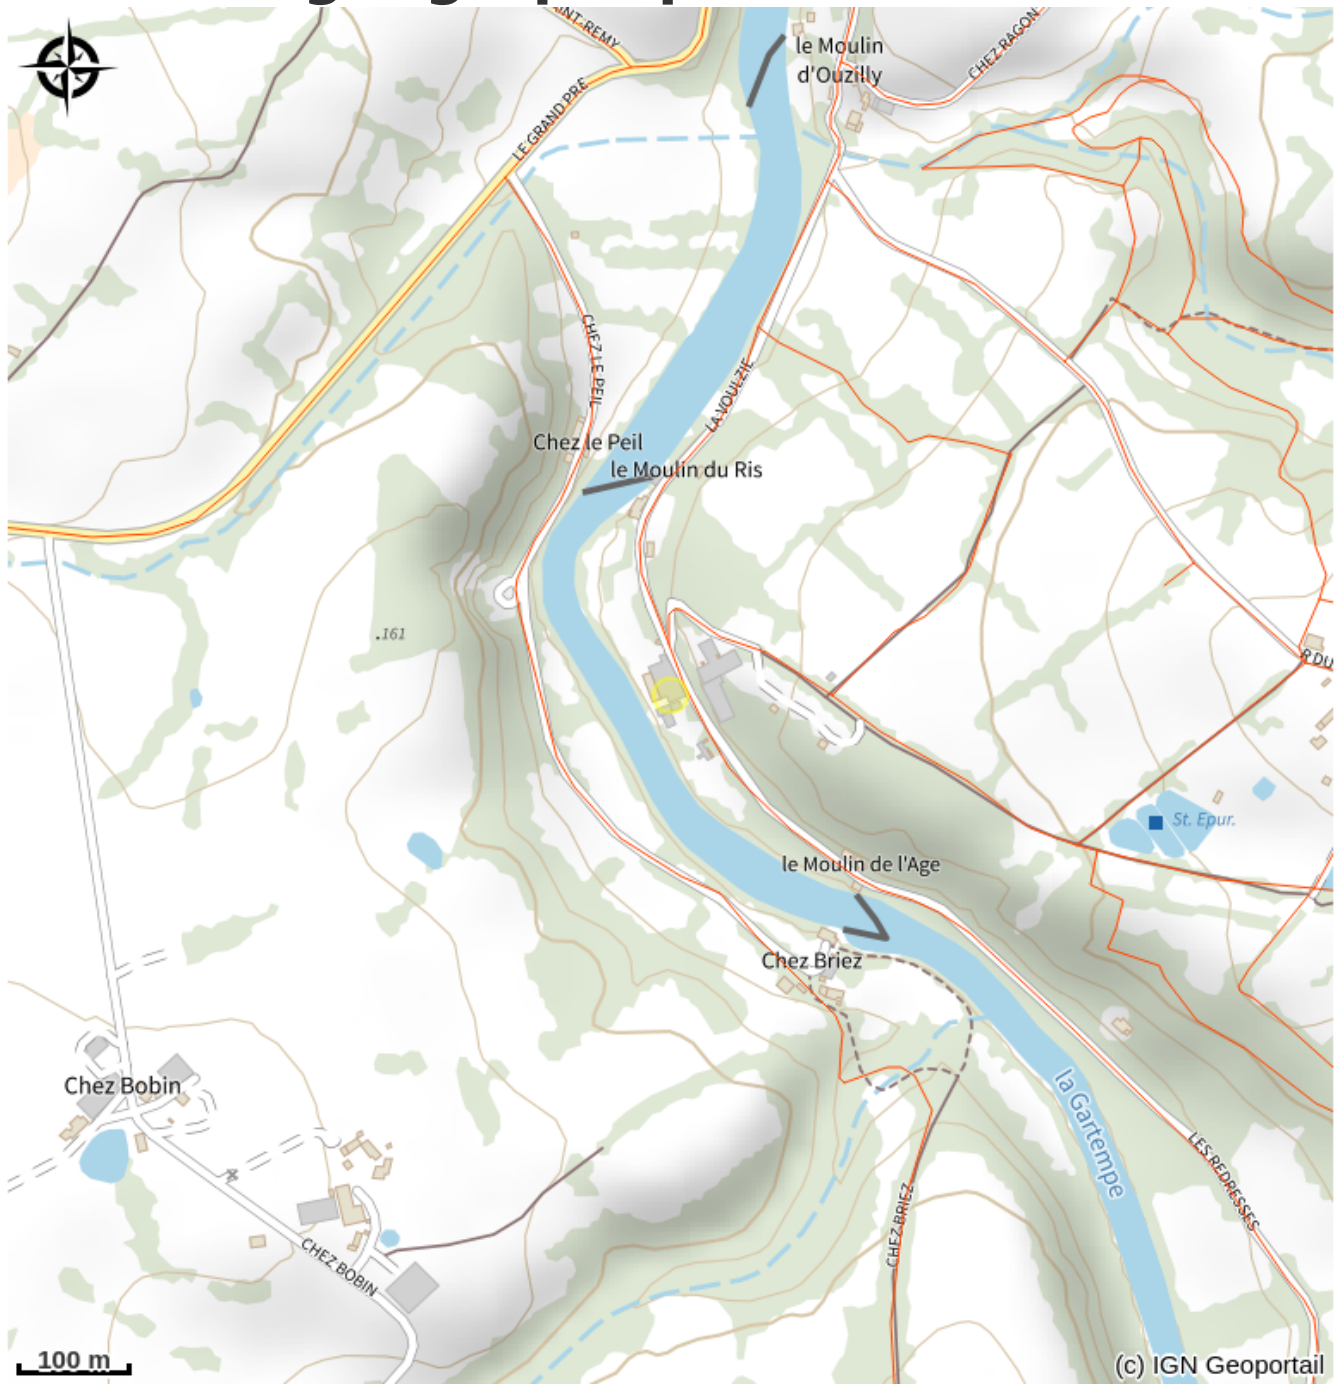 le Moulin
d'Ouzilly
CHEZ RAGON
LE GRAND PRE
CHEZ LE PEIL
LA VOULZIE
Chez le Peil
le Moulin du Ris
.161
R DU
St. Epur.
le Moulin de l'Age
Chez Briez
Chez Bobin
la Gartempe
LES REDRESSES
CHEZ BRIEZ
CHEZ BOBIN
100 m
(c) IGN Geoportail